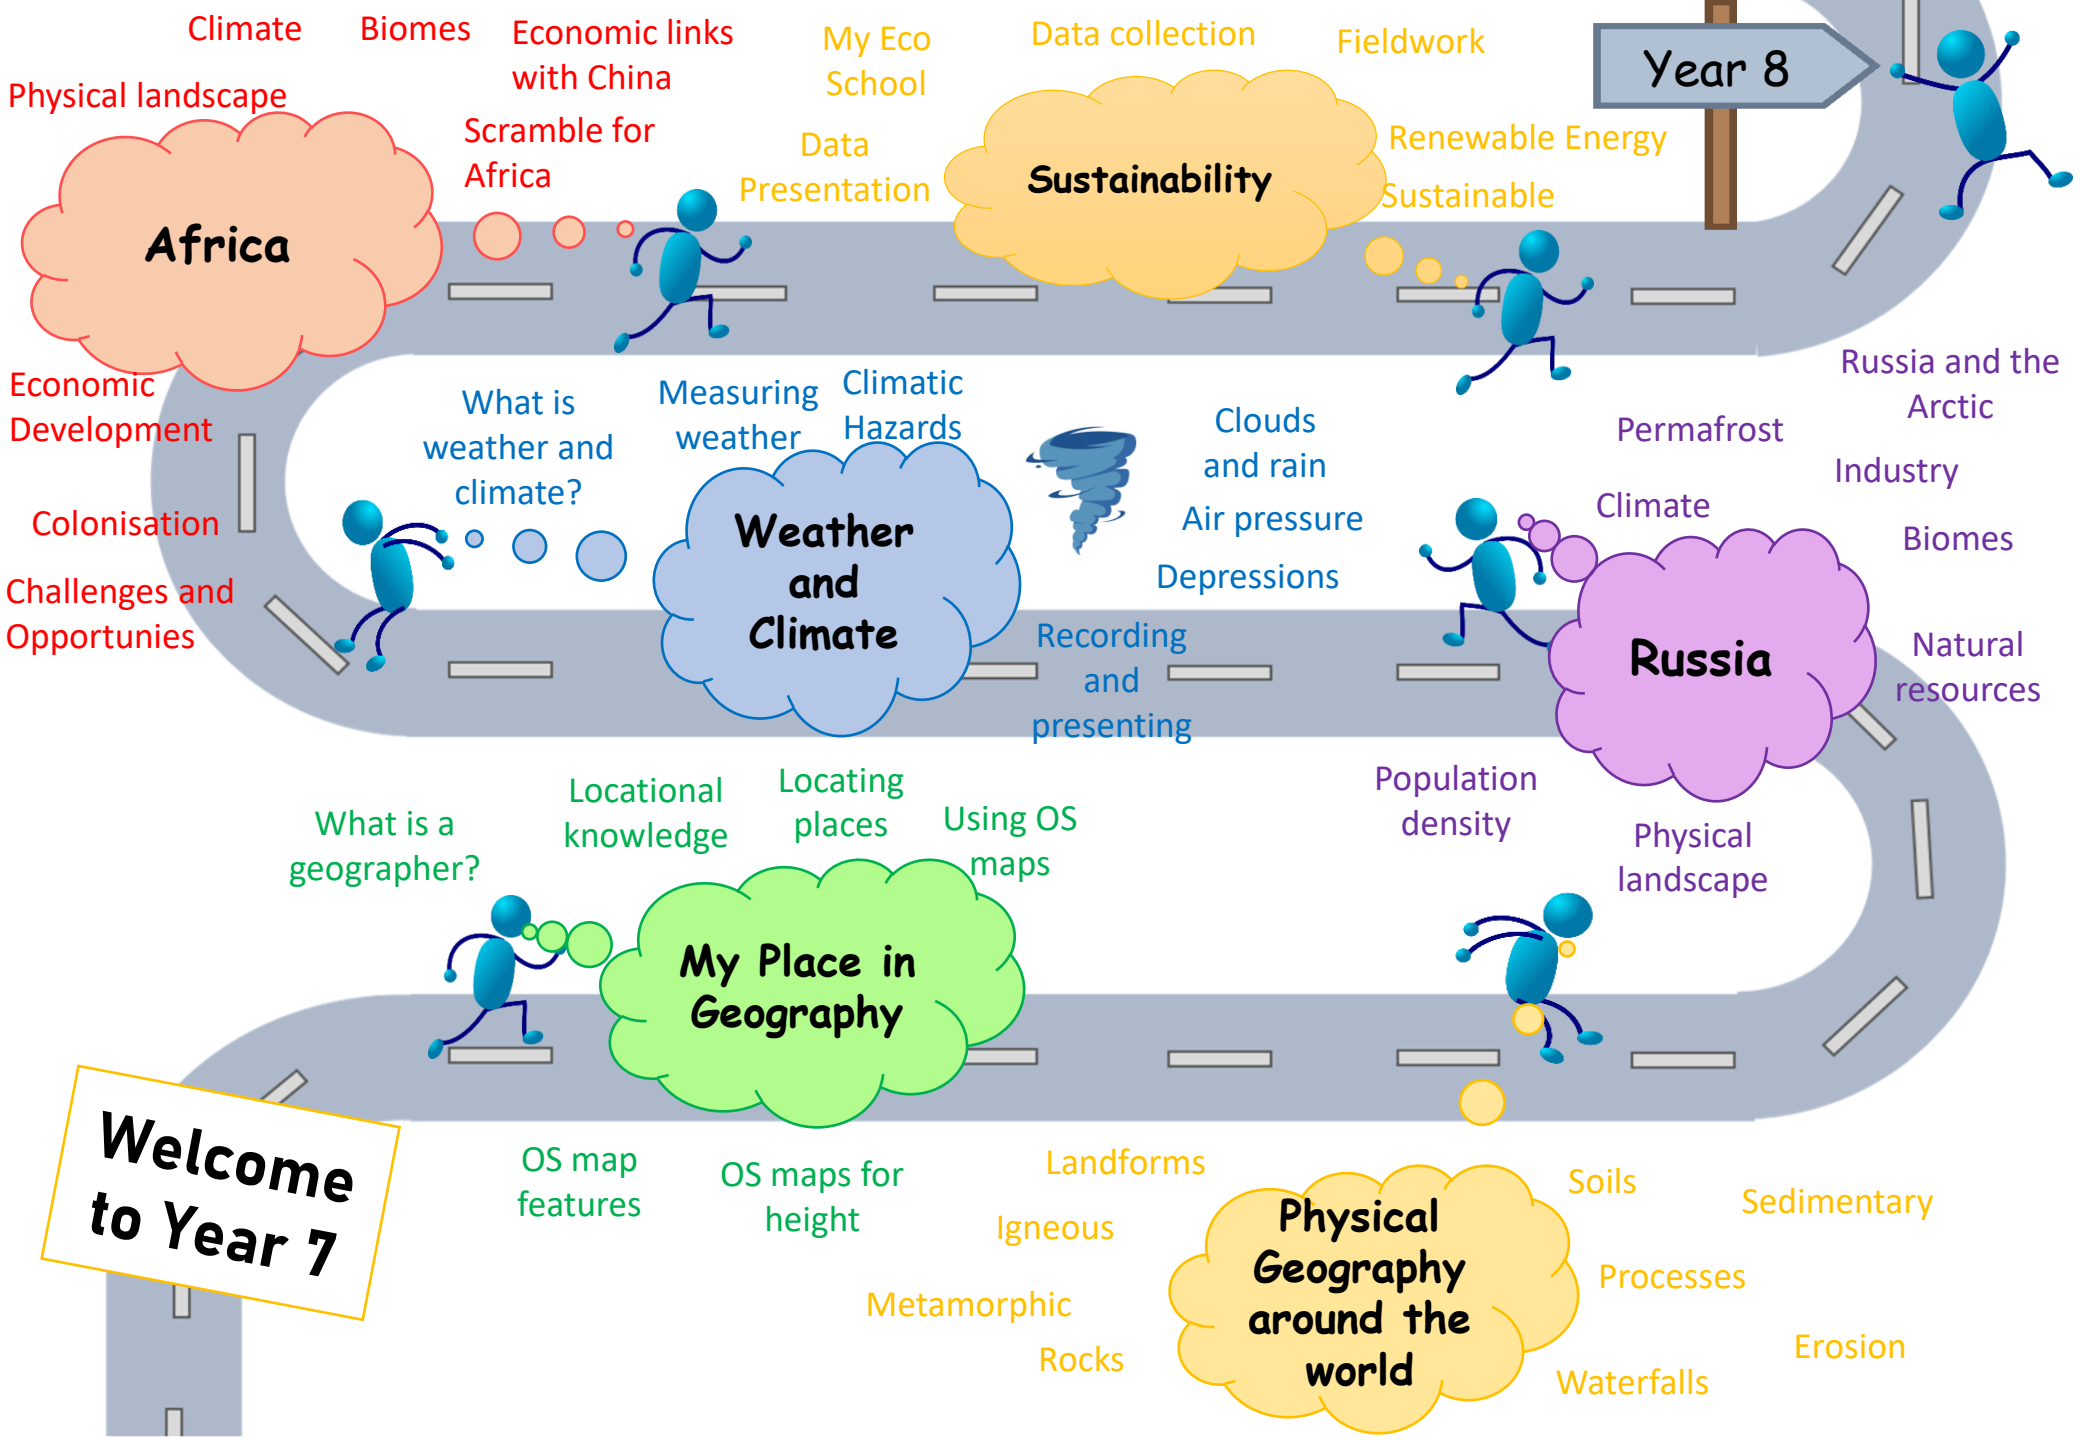 Climate
Biomes
Economic links
with China
My Eco
School
Data collection
Fieldwork
Year 8
Physical landscape
Scramble for
Africa
Data
Presentation
Renewable Energy
Sustainable
Sustainability
Africa
Economic
Development
Colonisation
Challenges and
Opportunies
What is
weather and
climate?
Measuring
weather
Climatic
Hazards
Clouds
and rain
Air pressure
Depressions
Weather
and
Climate
Recording
and
presenting
Russia and the
Arctic
Permafrost
Industry
Climate
Biomes
Russia
Natural
resources
Population
density
Physical
landscape
What is a
geographer?
Locational
knowledge
Locating
places
Using OS
maps
My Place in
Geography
Welcome
to Year 7
OS map
features
OS maps for
height
Landforms
Igneous
Metamorphic
Rocks
Physical
Geography
around the
world
Soils
Sedimentary
Processes
Erosion
Waterfalls